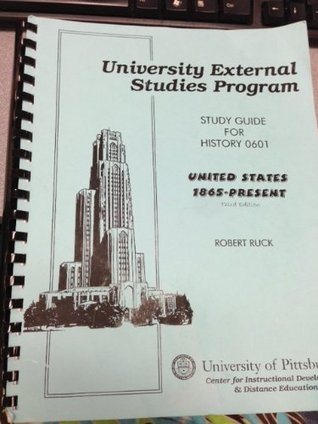 University External
Studies Program
STUDY GUIDE
FOR
HISTORY 0601
UNITED STATES
1865-PRESENT
Third Edition
ROBERT RUCK
University of Pittsbu
Center for Instructional Develo
& Distance Education